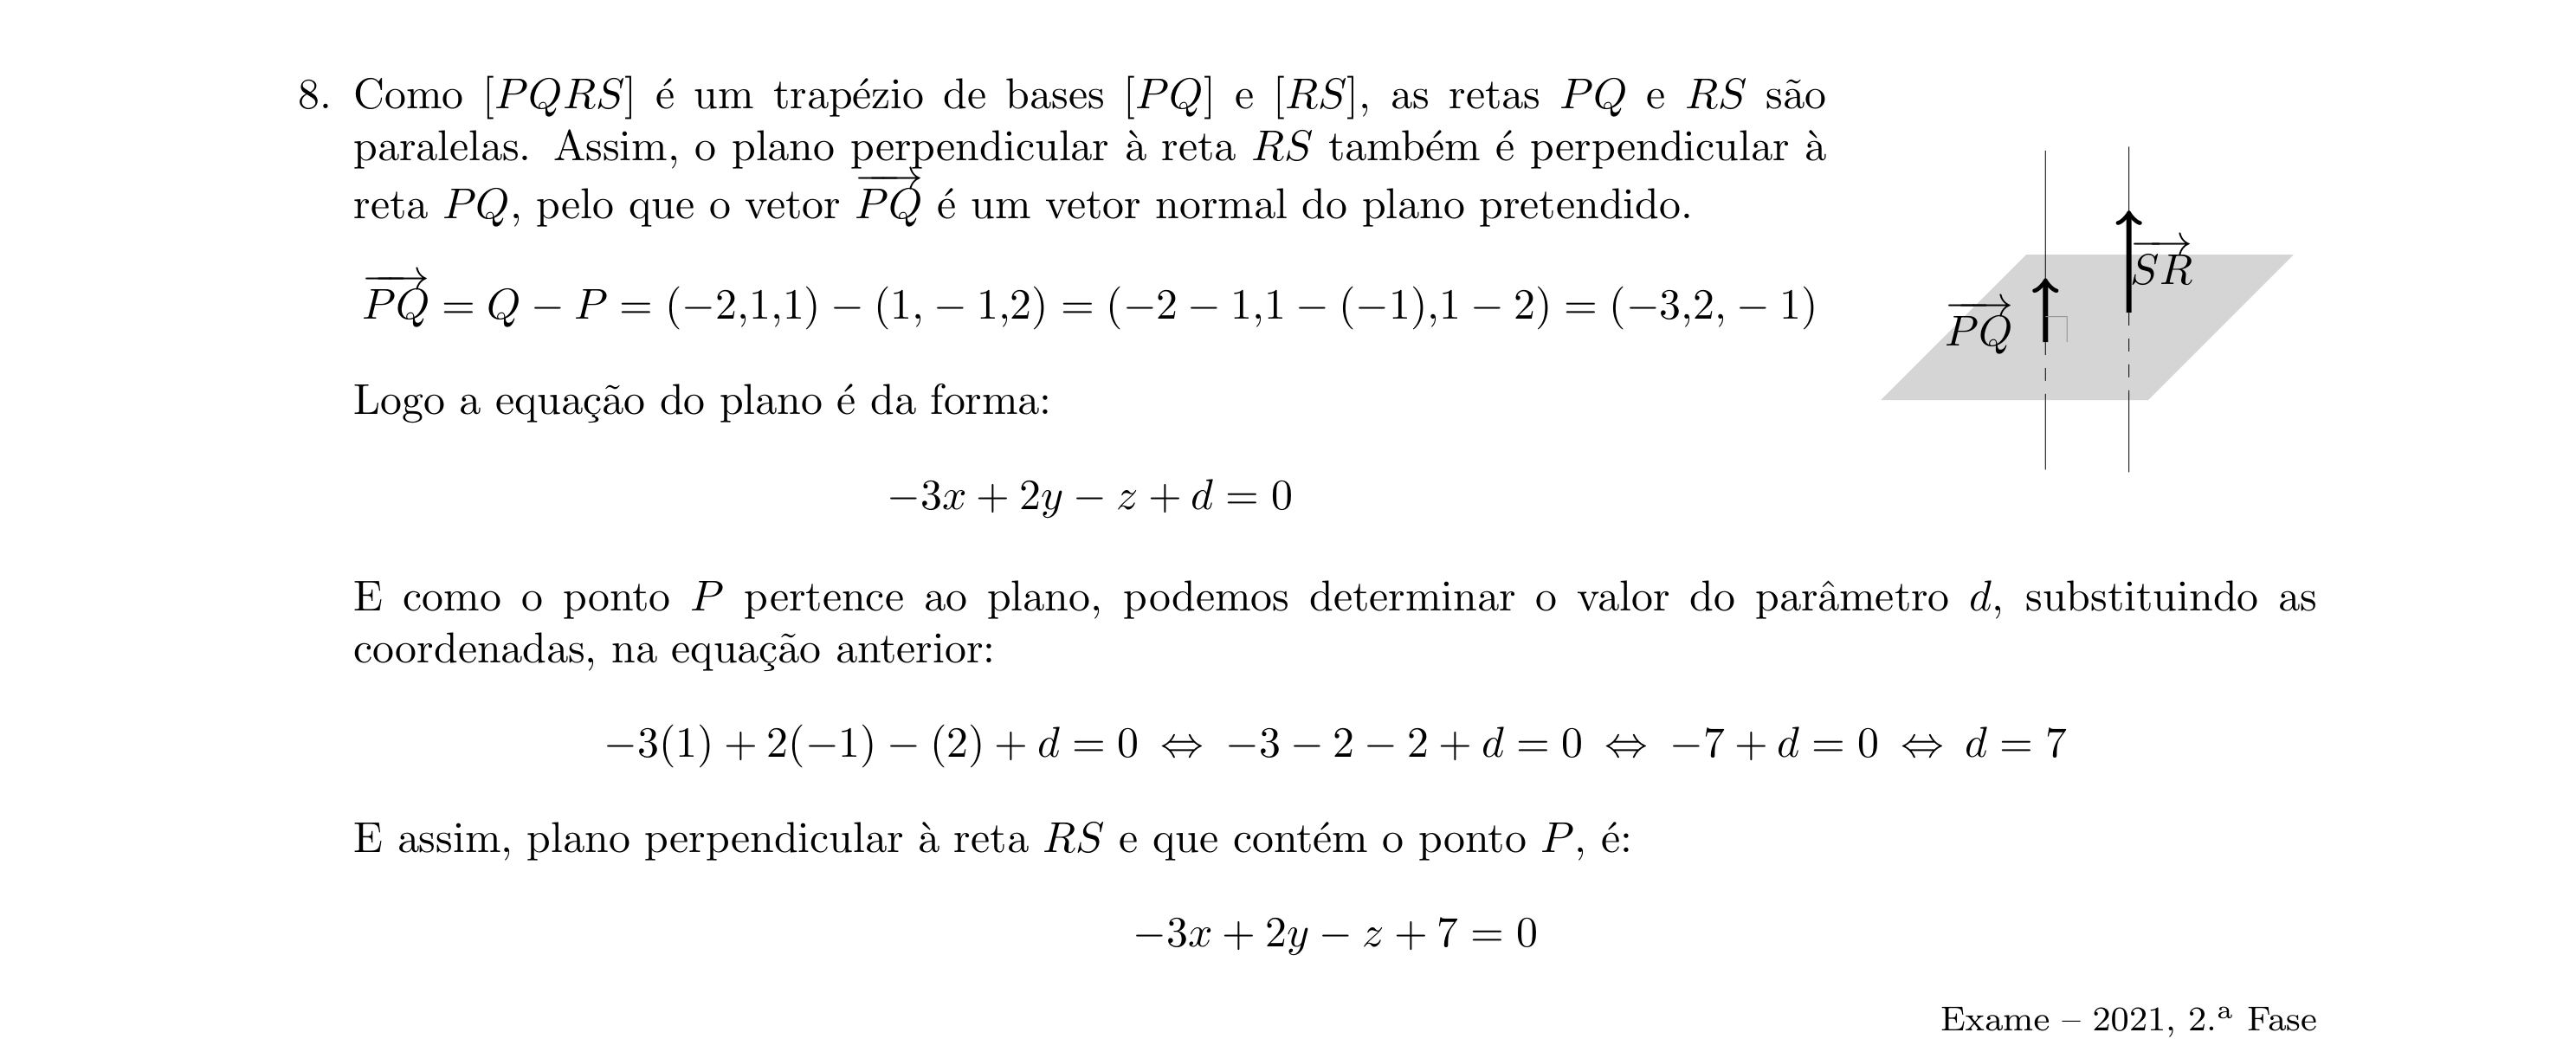 8. Como [PQRS] é um trapézio de bases [PQ] e [RS], as retas PQ e RS são
paralelas. Assim, o plano perpendicular à reta RS também é perpendicular à
reta PQ, pelo que o vetor $\overrightarrow{PQ}$ é um vetor normal do plano pretendido.
$\overrightarrow{PQ}$ = Q − P = (−2,1,1) − (1, − 1,2) = (−2 − 1,1 − (−1),1 − 2) = (−3,2, − 1)
$\overrightarrow{SR}$
$\overrightarrow{PQ}$
Logo a equação do plano é da forma:
−3x + 2y − z + d = 0
E como o ponto P pertence ao plano, podemos determinar o valor do parâmetro d, substituindo as
coordenadas, na equação anterior:
−3(1) + 2(−1) − (2) + d = 0 ⇔ −3 − 2 − 2 + d = 0 ⇔ −7 + d = 0 ⇔ d = 7
E assim, plano perpendicular à reta RS e que contém o ponto P, é:
−3x + 2y − z + 7 = 0
Exame – 2021, 2.ª Fase